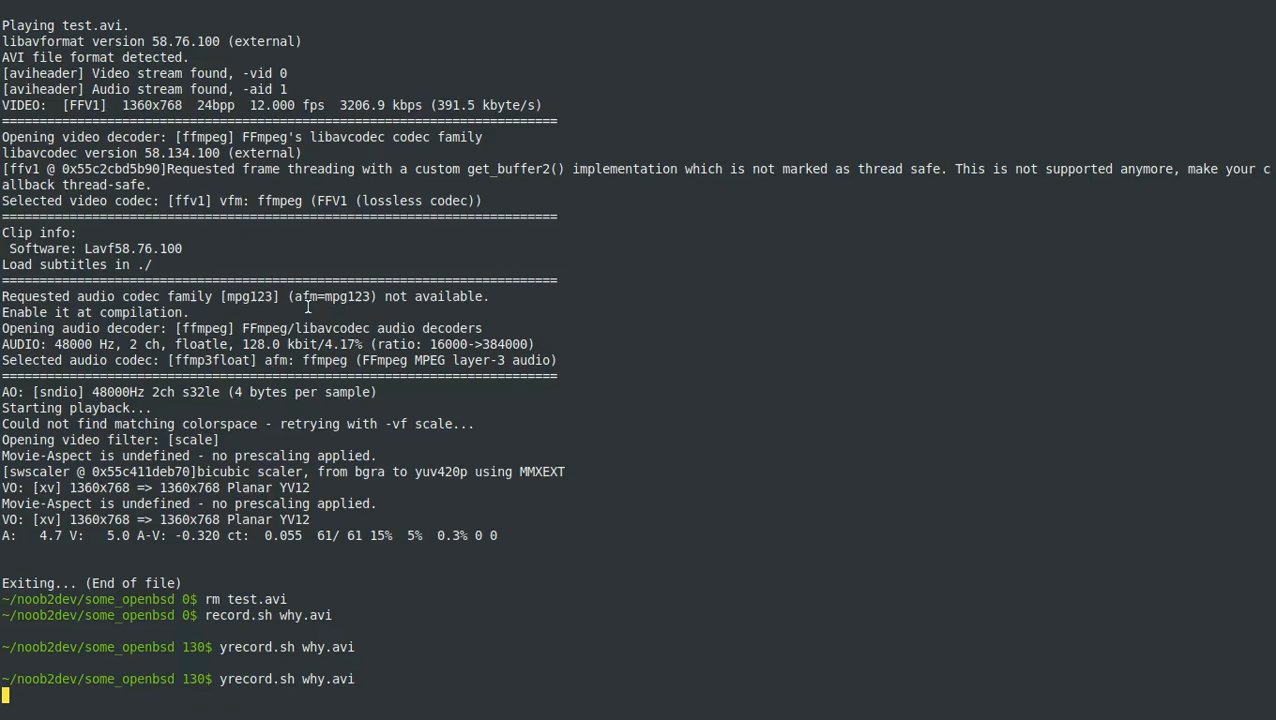 Playing test.avi.
libavformat version 58.76.100 (external)
AVI file format detected.
[aviheader] Video stream found, -vid 0
[aviheader] Audio stream found, -aid 1
VIDEO:  [FFV1]  1360x768  24bpp  12.000 fps  3206.9 kbps (391.5 kbyte/s)
==========================================================================
Opening video decoder: [ffmpeg] FFmpeg's libavcodec codec family
libavcodec version 58.134.100 (external)
[ffv1 @ 0x55c2cbd5b90]Requested frame threading with a custom get_buffer2() implementation which is not marked as thread safe. This is not supported anymore, make your c
allback thread-safe.
Selected video codec: [ffv1] vfm: ffmpeg (FFV1 (lossless codec))
==========================================================================
Clip info:
 Software: Lavf58.76.100
Load subtitles in ./
==========================================================================
Requested audio codec family [mpg123] (afm=mpg123) not available.
Enable it at compilation.
Opening audio decoder: [ffmpeg] FFmpeg/libavcodec audio decoders
AUDIO: 48000 Hz, 2 ch, floatle, 128.0 kbit/4.17% (ratio: 16000->384000)
Selected audio codec: [ffmp3float] afm: ffmpeg (FFmpeg MPEG layer-3 audio)
==========================================================================
AO: [sndio] 48000Hz 2ch s32le (4 bytes per sample)
Starting playback...
Could not find matching colorspace - retrying with -vf scale...
Opening video filter: [scale]
Movie-Aspect is undefined - no prescaling applied.
[swscaler @ 0x55c411deb70]bicubic scaler, from bgra to yuv420p using MMXEXT
VO: [xv] 1360x768 => 1360x768 Planar YV12
Movie-Aspect is undefined - no prescaling applied.
VO: [xv] 1360x768 => 1360x768 Planar YV12
A:   4.7 V:   5.0 A-V: -0.320 ct:  0.055  61/ 61 15%  5%  0.3% 0 0
Exiting... (End of file)
~/noob2dev/some_openbsd 0$ rm test.avi
~/noob2dev/some_openbsd 0$ record.sh why.avi
~/noob2dev/some_openbsd 130$ yrecord.sh why.avi
~/noob2dev/some_openbsd 130$ yrecord.sh why.avi